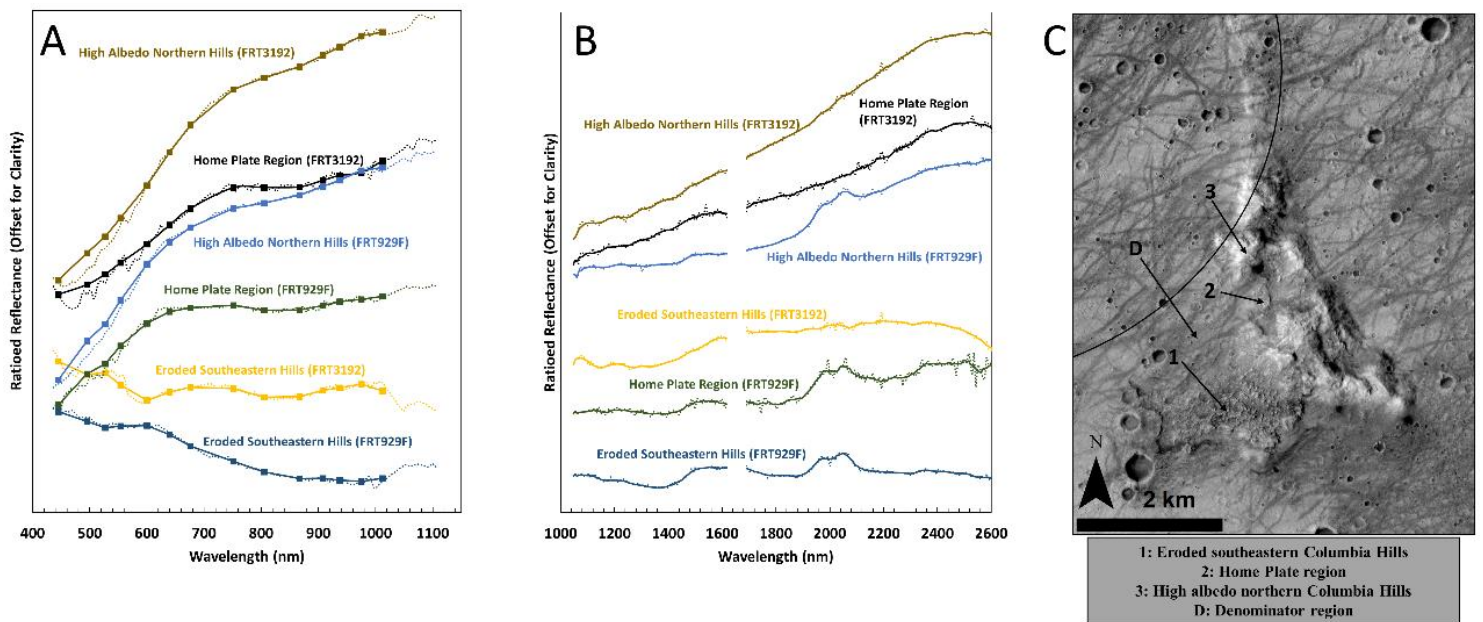 A
High Albedo Northern Hills (FRT3192)
Home Plate Region (FRT3192)
High Albedo Northern Hills (FRT929F)
Home Plate Region (FRT929F)
Eroded Southeastern Hills (FRT3192)
Eroded Southeastern Hills (FRT929F)
Ratioed Reflectance (Offset for Clarity)
400 500 600 700 800 900 1000 1100
Wavelength (nm)
B
Home Plate Region
(FRT3192)
High Albedo Northern Hills (FRT3192)
High Albedo Northern Hills (FRT929F)
Eroded Southeastern Hills (FRT3192)
Home Plate Region (FRT929F)
Eroded Southeastern Hills (FRT929F)
Ratioed Reflectance (Offset for Clarity)
1000 1200 1400 1600 1800 2000 2200 2400 2600
Wavelength (nm)
C
3
D
2
1
N
2 km
1: Eroded southeastern Columbia Hills
2: Home Plate region
3: High albedo northern Columbia Hills
D: Denominator region